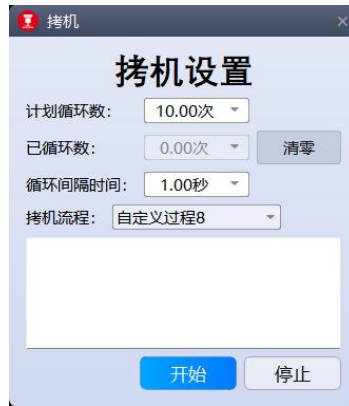 拷机
拷机设置
计划循环数: 10.00次
已循环数: 0.00次 清零
循环间隔时间: 1.00秒
拷机流程: 自定义过程8
开始 停止